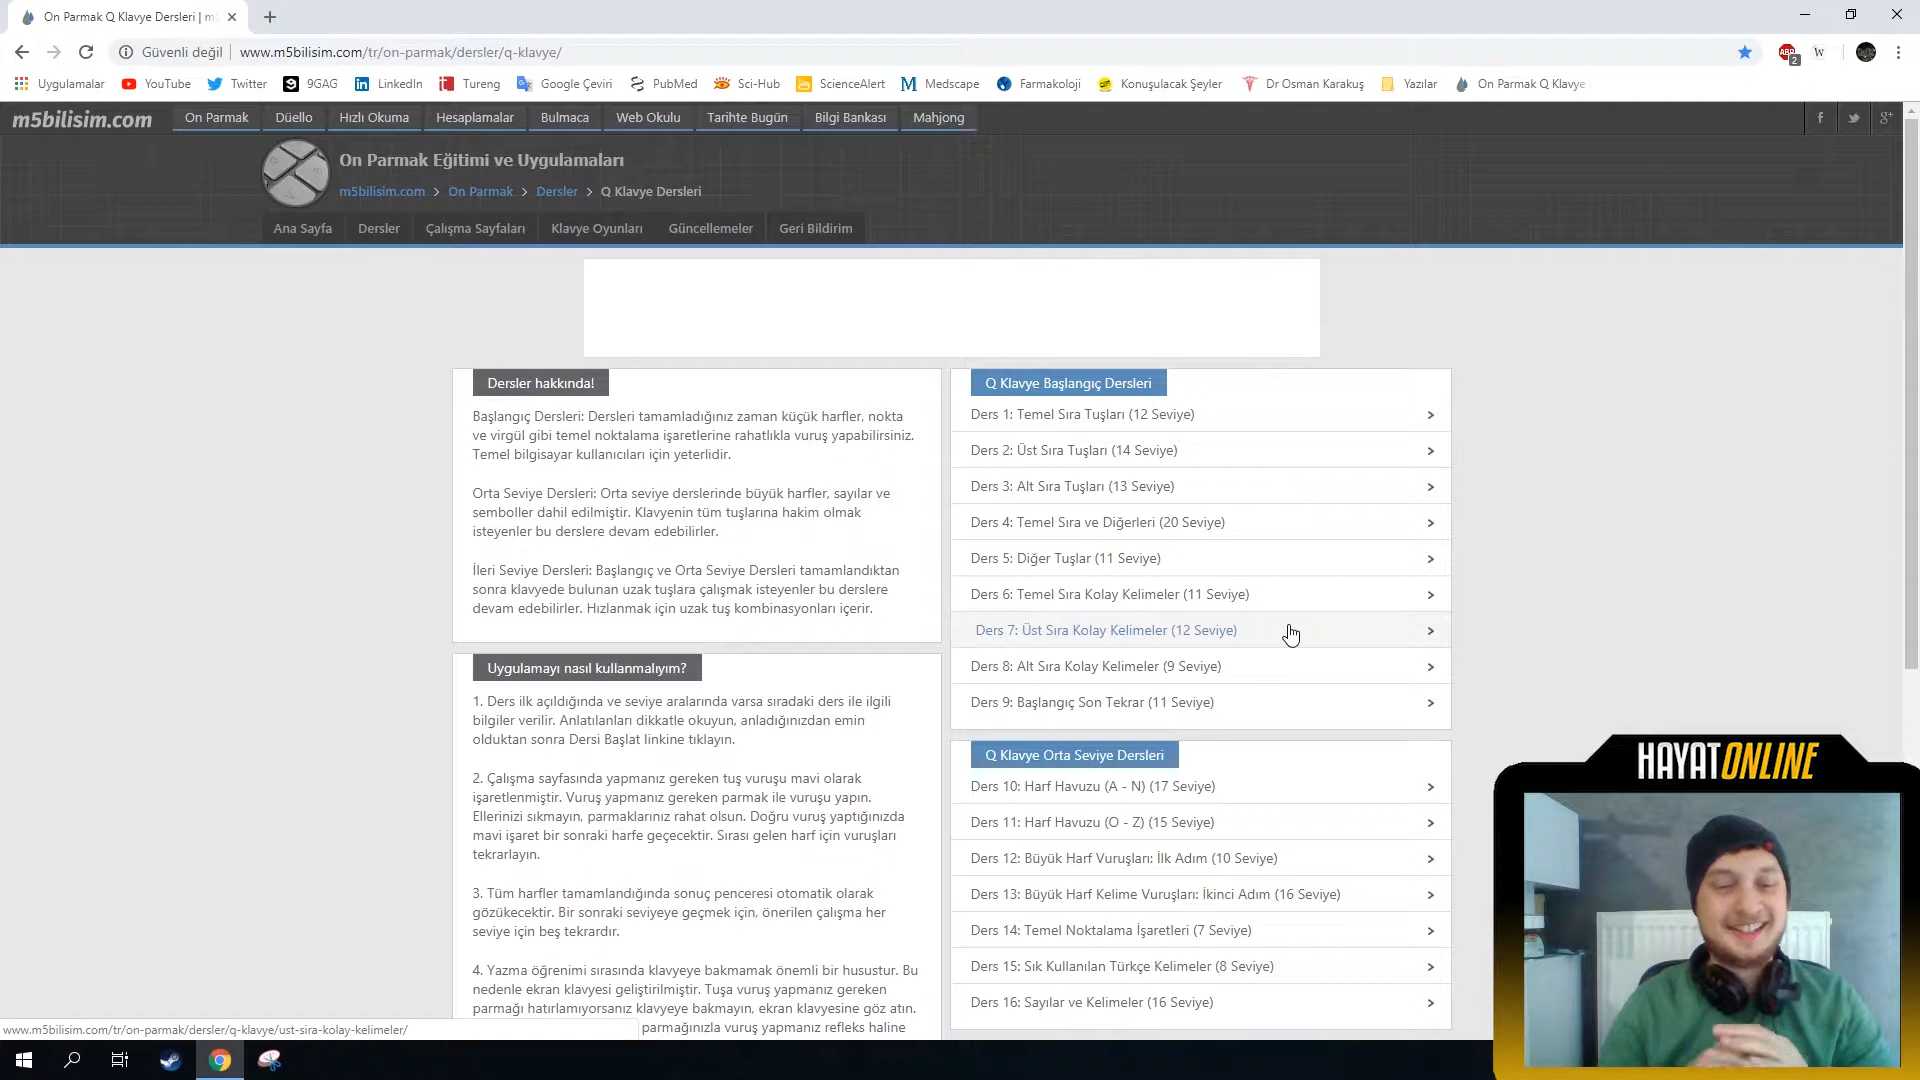 On Parmak Q Klavye Dersleri | m5
Güvenli değil
www.m5bilisim.com/tr/on-parmak/dersler/q-klavye/
ABP
2
W
Uygulamalar
YouTube
Twitter
9GAG
LinkedIn
Tureng
Google Çeviri
PubMed
Sci-Hub
ScienceAlert
Medscape
Farmakoloji
Konuşulacak Şeyler
Dr Osman Karakuş
Yazılar
On Parmak Q Klavye
m5bilisim.com
On Parmak
Düello
Hızlı Okuma
Hesaplamalar
Bulmaca
Web Okulu
Tarihte Bugün
Bilgi Bankası
Mahjong
On Parmak Eğitimi ve Uygulamaları
m5bilisim.com > On Parmak > Dersler > Q Klavye Dersleri
Ana Sayfa
Dersler
Çalışma Sayfaları
Klavye Oyunları
Güncellemeler
Geri Bildirim
Dersler hakkında!
Başlangıç Dersleri: Dersleri tamamladığınız zaman küçük harfler, nokta
ve virgül gibi temel noktalama işaretlerine rahatlıkla vuruş yapabilirsiniz.
Temel bilgisayar kullanıcıları için yeterlidir.
Orta Seviye Dersleri: Orta seviye derslerinde büyük harfler, sayılar ve
semboller dahil edilmiştir. Klavyenin tüm tuşlarına hakim olmak
isteyenler bu derslere devam edebilirler.
İleri Seviye Dersleri: Başlangıç ve Orta Seviye Dersleri tamamlandıktan
sonra klavyede bulunan uzak tuşlara çalışmak isteyenler bu derslere
devam edebilirler. Hızlanmak için uzak tuş kombinasyonları içerir.
Uygulamayı nasıl kullanmalıyım?
1. Ders ilk açıldığında ve seviye aralarında varsa sıradaki ders ile ilgili
bilgiler verilir. Anlatılanları dikkatle okuyun, anladığınızdan emin
olduktan sonra Dersi Başlat linkine tıklayın.
2. Çalışma sayfasında yapmanız gereken tuş vuruşu mavi olarak
işaretlenmiştir. Vuruş yapmanız gereken parmak ile vuruşu yapın.
Ellerinizi sıkmayın, parmaklarınız rahat olsun. Doğru vuruş yaptığınızda
mavi işaret bir sonraki harfe geçecektir. Sırası gelen harf için vuruşları
tekrarlayın.
3. Tüm harfler tamamlandığında sonuç penceresi otomatik olarak
gözükecektir. Bir sonraki seviyeye geçmek için, önerilen çalışma her
seviye için beş tekrardır.
4. Yazma öğrenimi sırasında klavyeye bakmamak önemli bir husustur. Bu
nedenle ekran klavyesi geliştirilmiştir. Tuşa vuruş yapmanız gereken
parmağı hatırlamıyorsanız klavyeye bakmayın, ekran klavyesine göz atın.
parmağınızla vuruş yapmanız refleks haline
Q Klavye Başlangıç Dersleri
Ders 1: Temel Sıra Tuşları (12 Seviye)
Ders 2: Üst Sıra Tuşları (14 Seviye)
Ders 3: Alt Sıra Tuşları (13 Seviye)
Ders 4: Temel Sıra ve Diğerleri (20 Seviye)
Ders 5: Diğer Tuşlar (11 Seviye)
Ders 6: Temel Sıra Kolay Kelimeler (11 Seviye)
Ders 7: Üst Sıra Kolay Kelimeler (12 Seviye)
Ders 8: Alt Sıra Kolay Kelimeler (9 Seviye)
Ders 9: Başlangıç Son Tekrar (11 Seviye)
Q Klavye Orta Seviye Dersleri
Ders 10: Harf Havuzu (A - N) (17 Seviye)
Ders 11: Harf Havuzu (O - Z) (15 Seviye)
Ders 12: Büyük Harf Vuruşları: İlk Adım (10 Seviye)
Ders 13: Büyük Harf Kelime Vuruşları: İkinci Adım (16 Seviye)
Ders 14: Temel Noktalama İşaretleri (7 Seviye)
Ders 15: Sık Kullanılan Türkçe Kelimeler (8 Seviye)
Ders 16: Sayılar ve Kelimeler (16 Seviye)
www.m5bilisim.com/tr/on-parmak/dersler/q-klavye/ust-sira-kolay-kelimeler/
HAYATONLINE